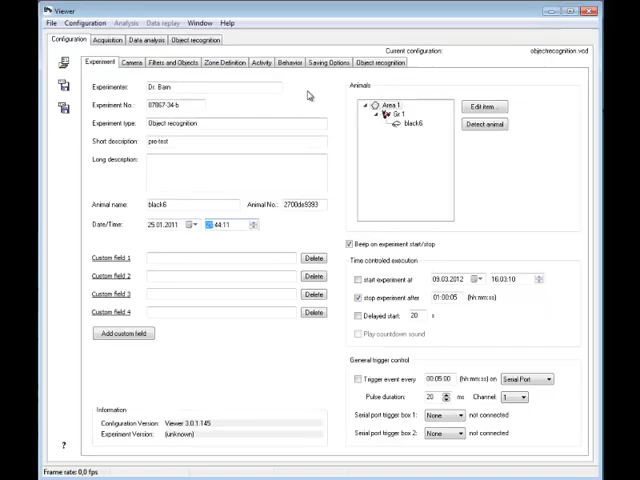 Viewer
File Configuration Analysis Data replay Window Help
Configuration Acquisition Data analysis Object recognition
Current configuration: objectrecognition.vcd
Experiment Camera Filters and Objects Zone Definition Activity Behavior Saving Options Object recognition
Experimenter: Dr. Barn
Experiment No.: 87867-34-b
Experiment type: Object recognition
Short description: pre-test
Long description:
Animal name: black6 Animal No.: 2700de9393
Date/Time: 25.01.2011 :44:11
Custom field 1 Delete
Custom field 2 Delete
Custom field 3 Delete
Custom field 4 Delete
Add custom field
Information
Configuration Version: Viewer 3.0.1.145
Experiment Version: (unknown)
Animals
Area 1
Gr 1
black6
Edit item...
Detect animal
Beep on experiment start/stop
Time controled execution
start experiment at 09.03.2012 16:03:10
stop experiment after 01:00:05 (hh:mm:ss)
Delayed start: 20 s
Play countdown sound
General trigger control
Trigger event every 00:05:00 (hh:mm:ss) on Serial Port
Pulse duration: 20 ms Channel: 1
Serial port trigger box 1: None not connected
Serial port trigger box 2: None not connected
?
Frame rate: 0,0 fps